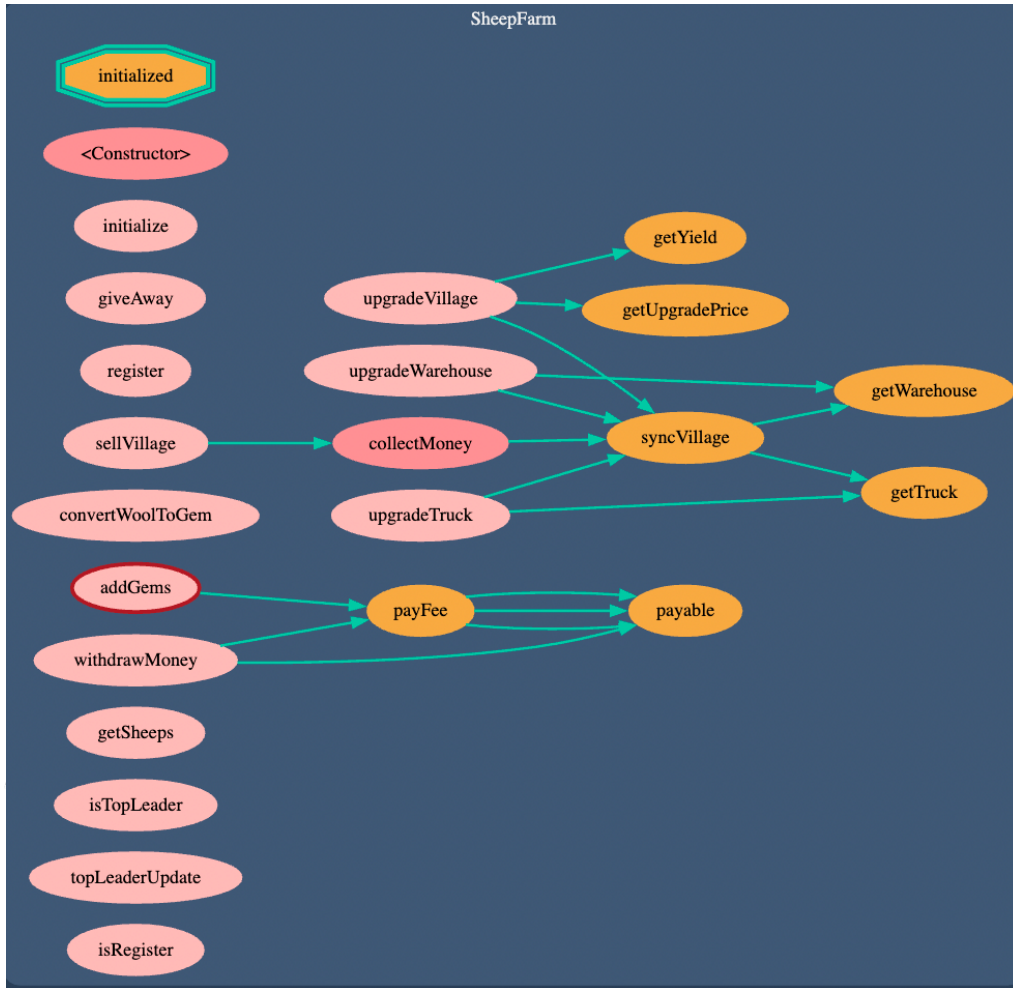 SheepFarm
initialized
<Constructor>
initialize
giveAway
register
sellVillage
convertWoolToGem
addGems
withdrawMoney
getSheeps
isTopLeader
topLeaderUpdate
isRegister
upgradeVillage
upgradeWarehouse
collectMoney
upgradeTruck
payFee
getYield
getUpgradePrice
syncVillage
payable
getWarehouse
getTruck